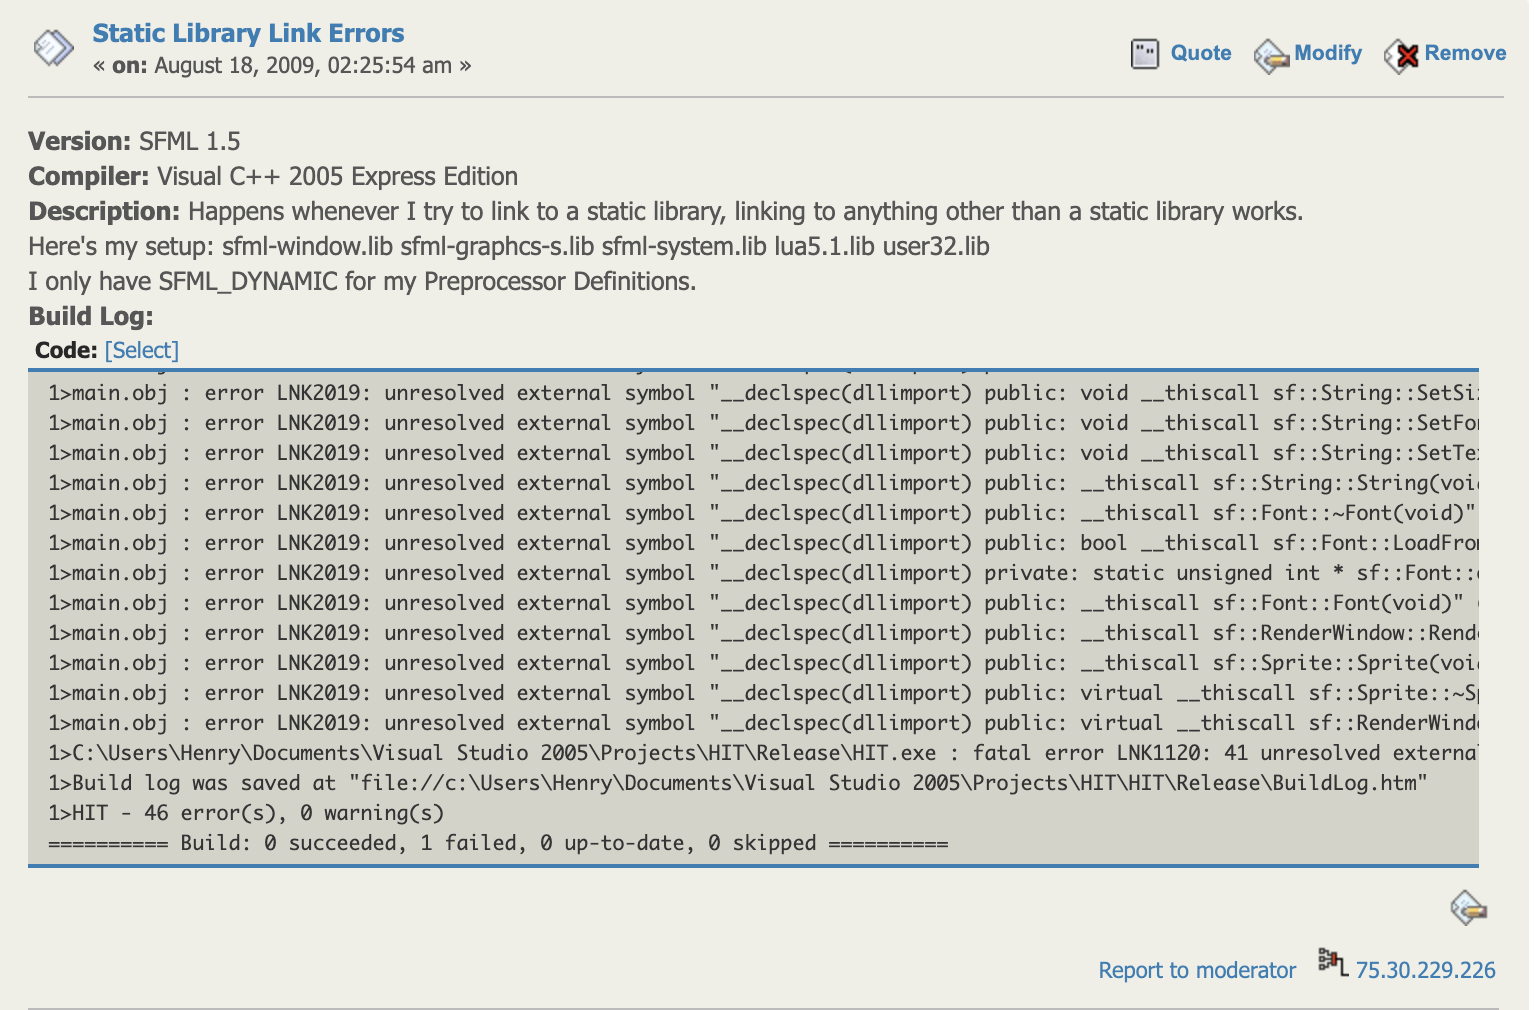 Static Library Link Errors
« on: August 18, 2009, 02:25:54 am »
Quote Modify Remove
Version: SFML 1.5
Compiler: Visual C++ 2005 Express Edition
Description: Happens whenever I try to link to a static library, linking to anything other than a static library works.
Here's my setup: sfml-window.lib sfml-graphcs-s.lib sfml-system.lib lua5.1.lib user32.lib
I only have SFML_DYNAMIC for my Preprocessor Definitions.
Build Log:
Code: [Select]
1>main.obj : error LNK2019: unresolved external symbol "__declspec(dllimport) public: void __thiscall sf::String::SetSi
1>main.obj : error LNK2019: unresolved external symbol "__declspec(dllimport) public: void __thiscall sf::String::SetFo
1>main.obj : error LNK2019: unresolved external symbol "__declspec(dllimport) public: void __thiscall sf::String::SetTe
1>main.obj : error LNK2019: unresolved external symbol "__declspec(dllimport) public: __thiscall sf::String::String(voi
1>main.obj : error LNK2019: unresolved external symbol "__declspec(dllimport) public: __thiscall sf::Font::~Font(void)"
1>main.obj : error LNK2019: unresolved external symbol "__declspec(dllimport) public: bool __thiscall sf::Font::LoadFro
1>main.obj : error LNK2019: unresolved external symbol "__declspec(dllimport) private: static unsigned int * sf::Font::
1>main.obj : error LNK2019: unresolved external symbol "__declspec(dllimport) public: __thiscall sf::Font::Font(void)"
1>main.obj : error LNK2019: unresolved external symbol "__declspec(dllimport) public: __thiscall sf::RenderWindow::Rend
1>main.obj : error LNK2019: unresolved external symbol "__declspec(dllimport) public: __thiscall sf::Sprite::Sprite(voi
1>main.obj : error LNK2019: unresolved external symbol "__declspec(dllimport) public: virtual __thiscall sf::Sprite::~Sp
1>main.obj : error LNK2019: unresolved external symbol "__declspec(dllimport) public: virtual __thiscall sf::RenderWind
1>C:\Users\Henry\Documents\Visual Studio 2005\Projects\HIT\Release\HIT.exe : fatal error LNK1120: 41 unresolved external
1>Build log was saved at "file://c:\Users\Henry\Documents\Visual Studio 2005\Projects\HIT\HIT\Release\BuildLog.htm"
1>HIT - 46 error(s), 0 warning(s)
========== Build: 0 succeeded, 1 failed, 0 up-to-date, 0 skipped ==========
Report to moderator 75.30.229.226